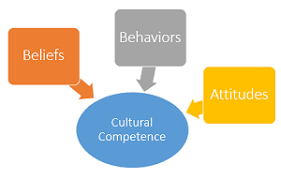 Behaviors
Beliefs
Attitudes
Cultural
Competence